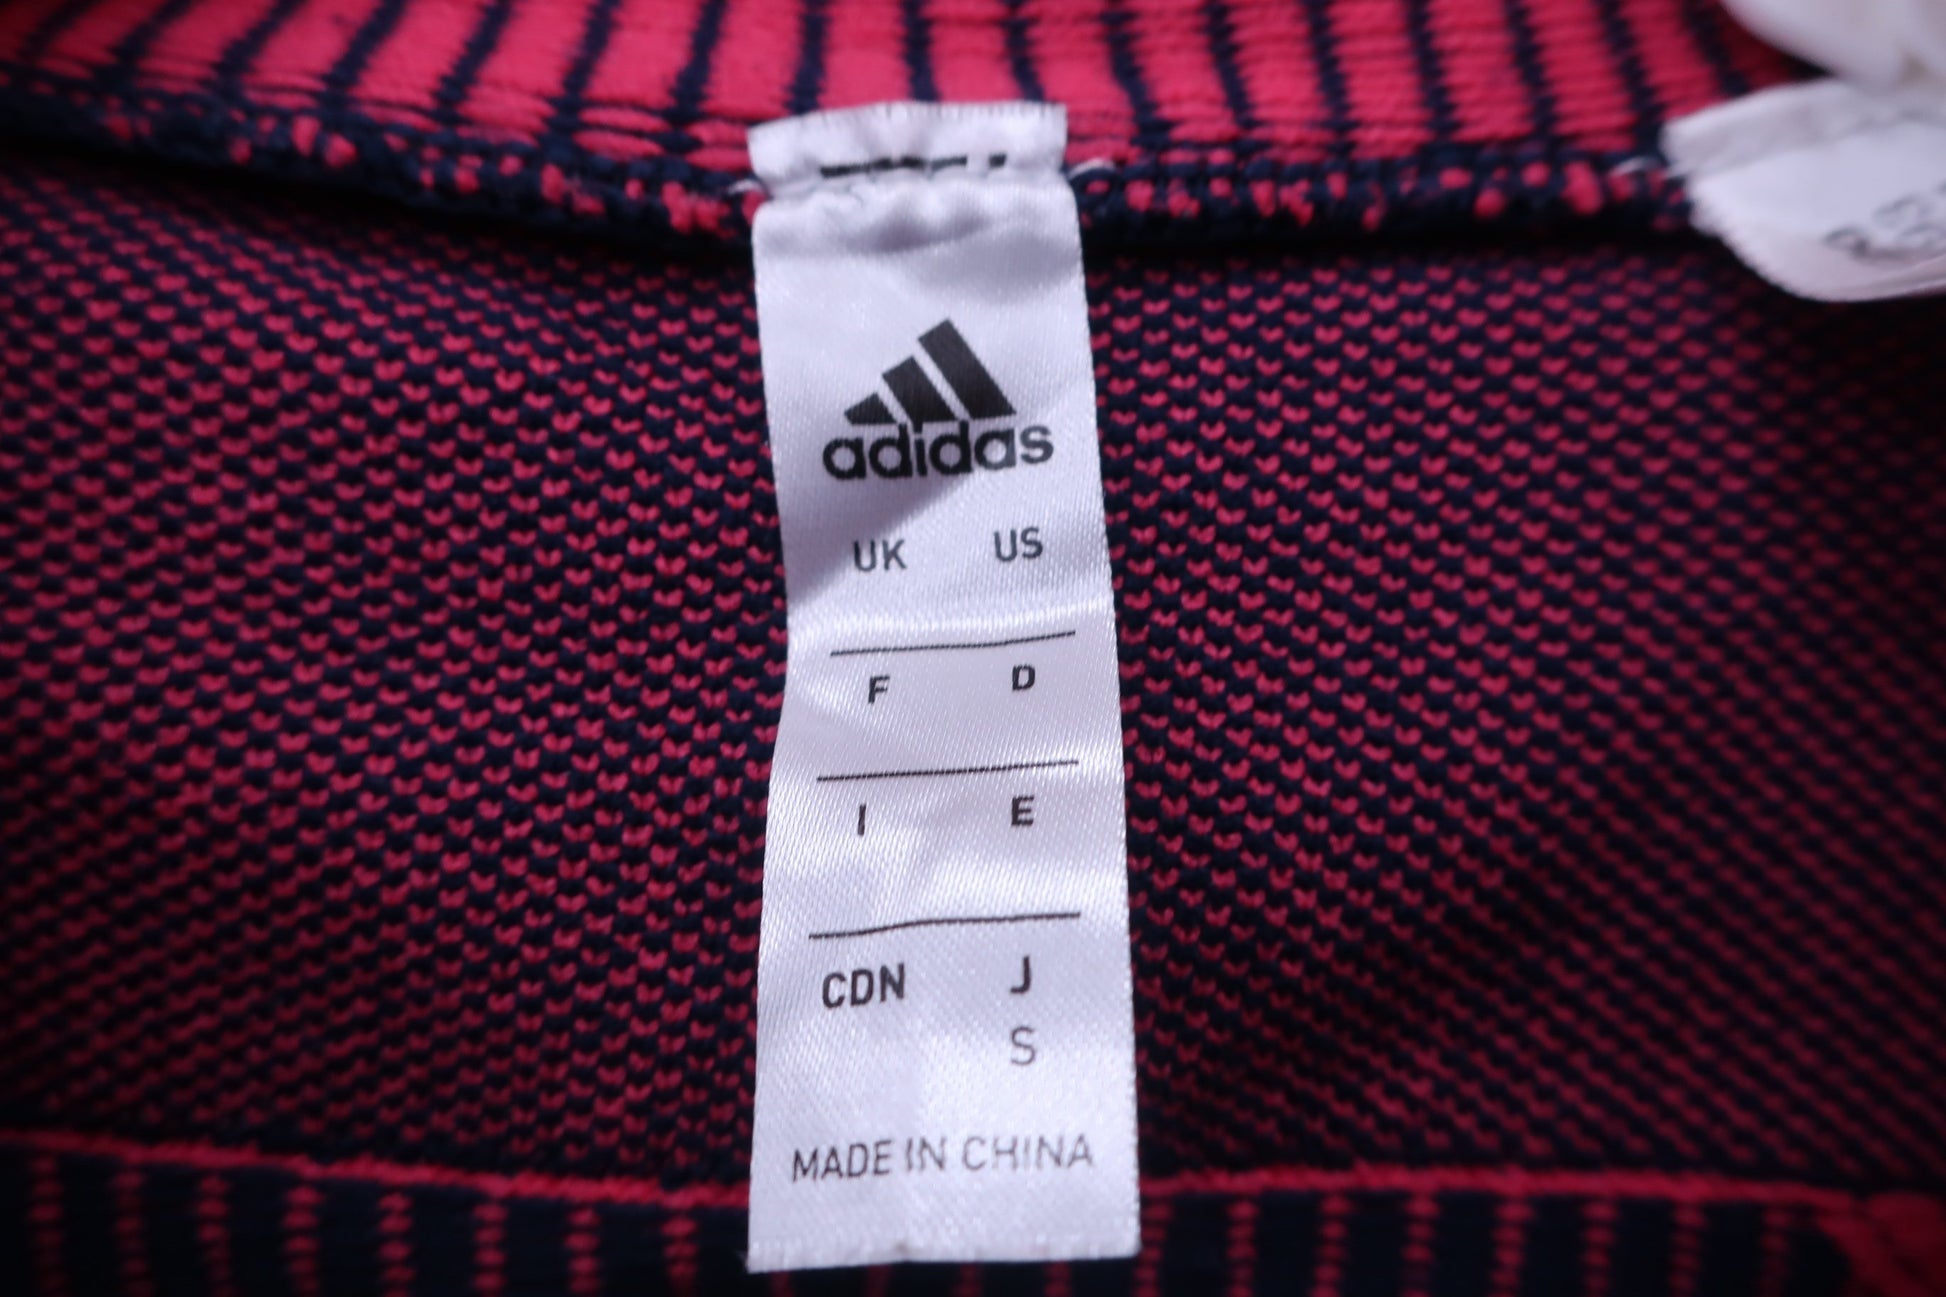 adidas
UK US
F D
I E
CDN J
S
MADE IN CHINA